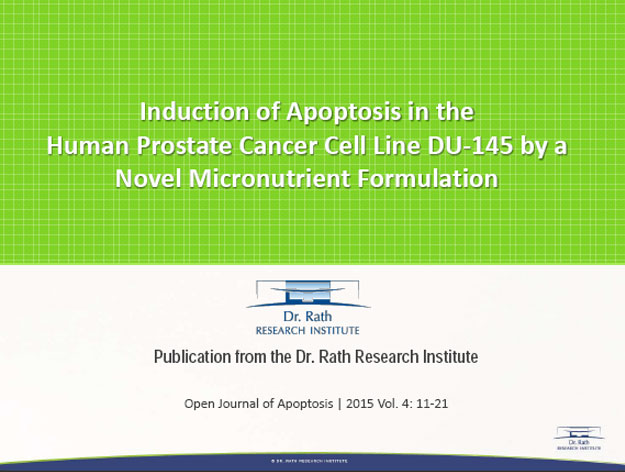 Induction of Apoptosis in the
Human Prostate Cancer Cell Line DU-145 by a
Novel Micronutrient Formulation
Dr. Rath
RESEARCH INSTITUTE
Publication from the Dr. Rath Research Institute
Open Journal of Apoptosis | 2015 Vol. 4: 11-21
Dr. Rath
RESEARCH INSTITUTE
© DR. RATH RESEARCH INSTITUTE